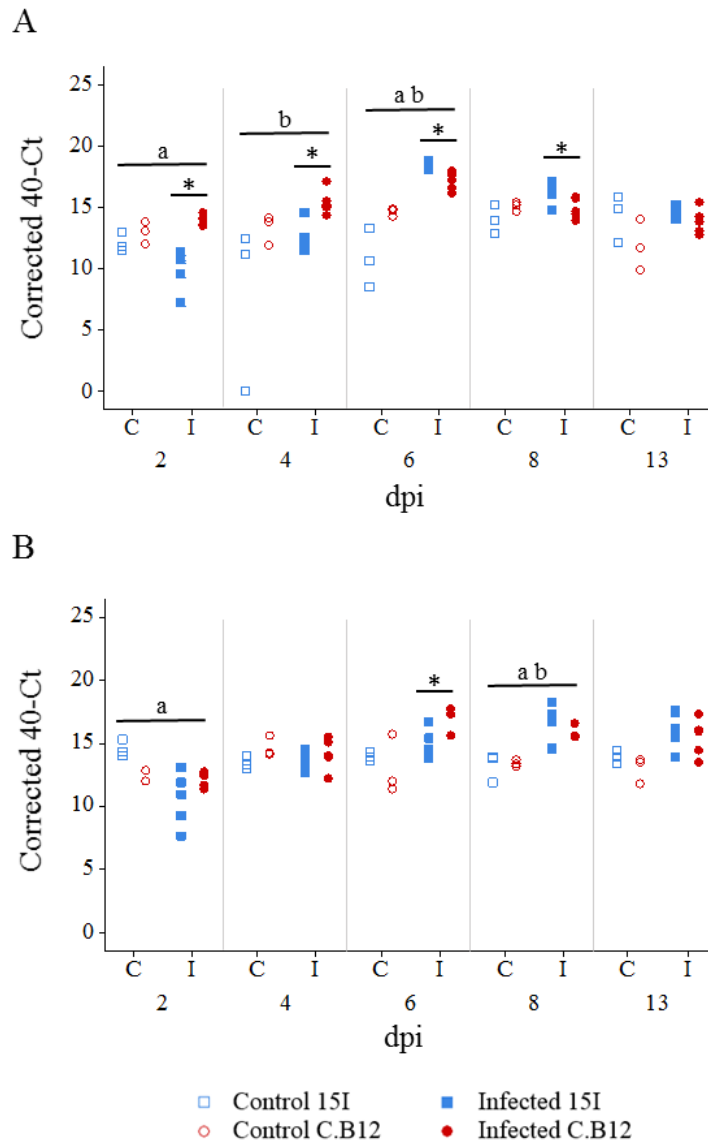 A
Corrected 40-Ct
25
20
15
10
5
0
a
*
b
*
a b
*
*
C I C I C I C I C I
2 4 6 8 13
dpi
B
Corrected 40-Ct
25
20
15
10
5
0
a
*
a b
C I C I C I C I C I
2 4 6 8 13
dpi
Control 15I Infected 15I
Control C.B12 Infected C.B12